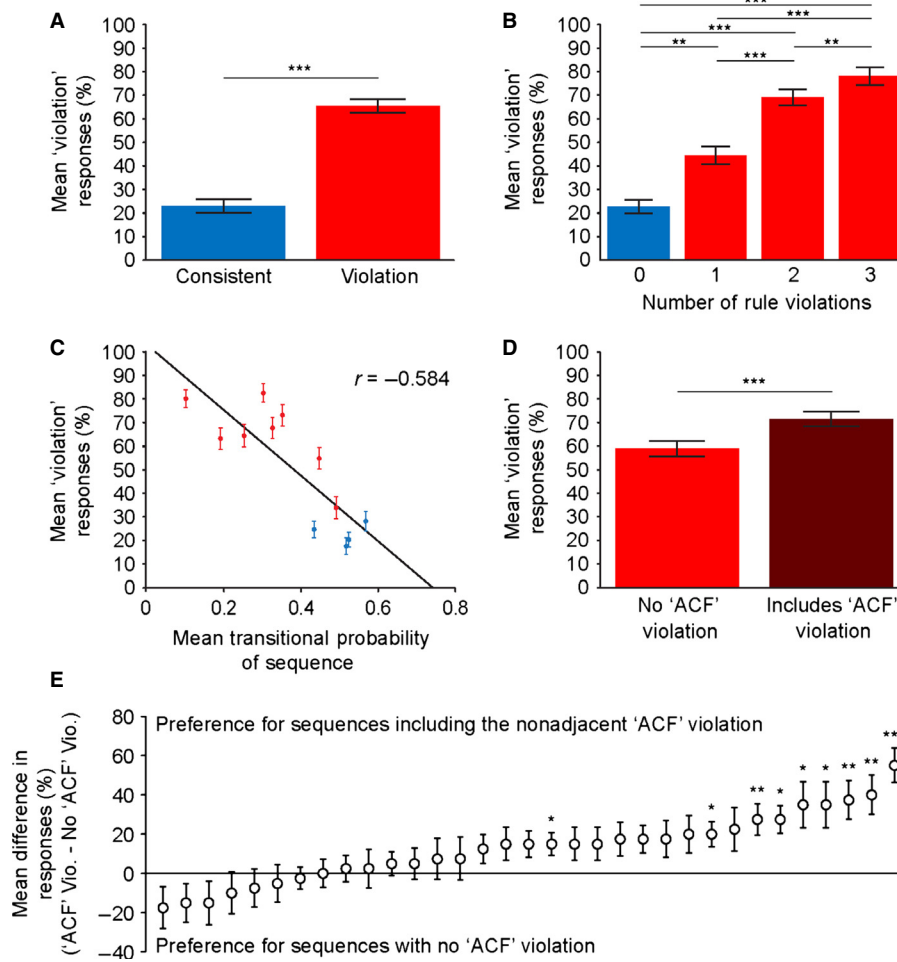 A
Mean ‘violation’
responses (%)
100
90
80
70
60
50
40
30
20
10
0
***
Consistent
Violation
B
Mean ‘violation’
responses (%)
100
90
80
70
60
50
40
30
20
10
0
***
***
***
** *** **
0 1 2 3
Number of rule violations
C
Mean ‘violation’
responses (%)
100
90
80
70
60
50
40
30
20
10
0
r = −0.584
0 0.2 0.4 0.6 0.8
Mean transitional probability
of sequence
D
Mean ‘violation’
responses (%)
100
90
80
70
60
50
40
30
20
10
0
***
No ‘ACF’
violation
Includes ‘ACF’
violation
E
Mean difference in
responses (%)
(‘ACF’ Vio. - No ‘ACF’ Vio.)
80
60
40
20
0
−20
−40
Preference for sequences including the nonadjacent ‘ACF’ violation
* * ** * * * ** ** **
Preference for sequences with no ‘ACF’ violation